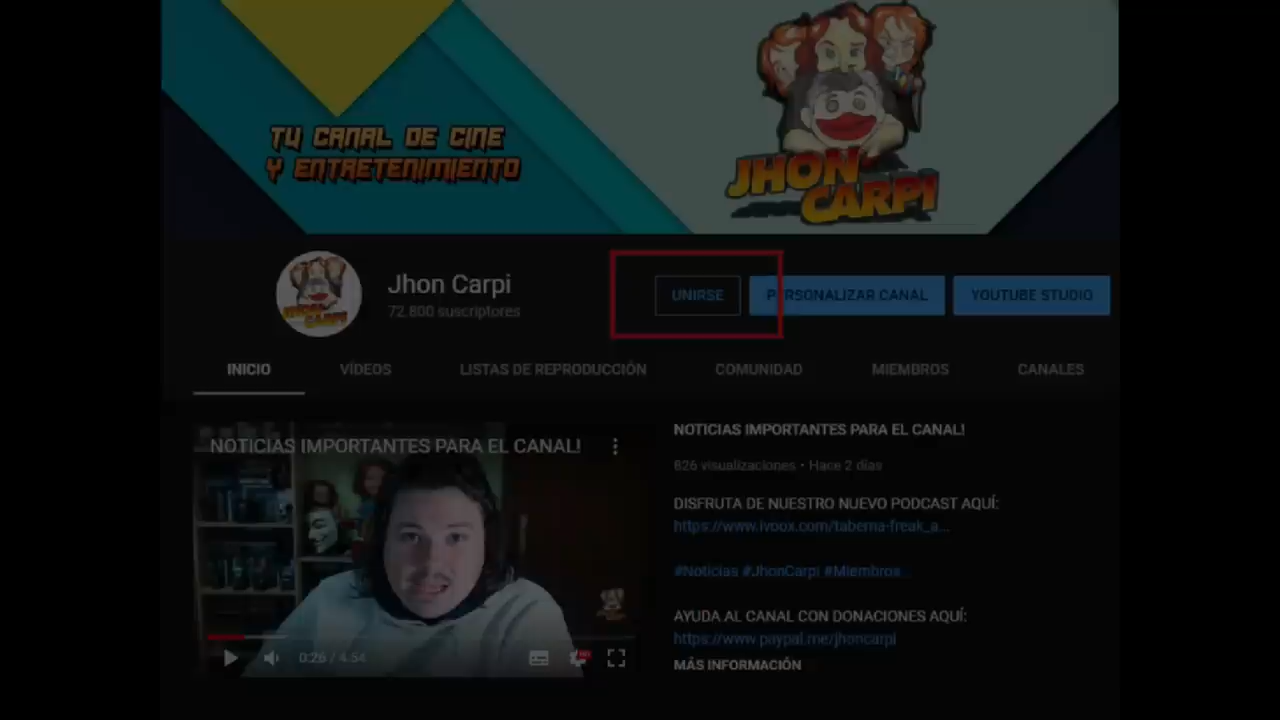 TU CANAL DE CINE
Y ENTRETENIMIENTO
JHON
CARPI
Jhon Carpi
72.800 suscriptores
UNIRSE
PERSONALIZAR CANAL
YOUTUBE STUDIO
INICIO
VÍDEOS
LISTAS DE REPRODUCCIÓN
COMUNIDAD
MIEMBROS
CANALES
NOTICIAS IMPORTANTES PARA EL CANAL!
0:26 / 4:54
NOTICIAS IMPORTANTES PARA EL CANAL!
626 visualizaciones • Hace 2 días
DISFRUTA DE NUESTRO NUEVO PODCAST AQUÍ:
https://www.ivoox.com/taberna-freak_a...
#Noticias #JhonCarpi #Miembros
AYUDA AL CANAL CON DONACIONES AQUÍ:
https://www.paypal.me/jhoncarpi
MÁS INFORMACIÓN